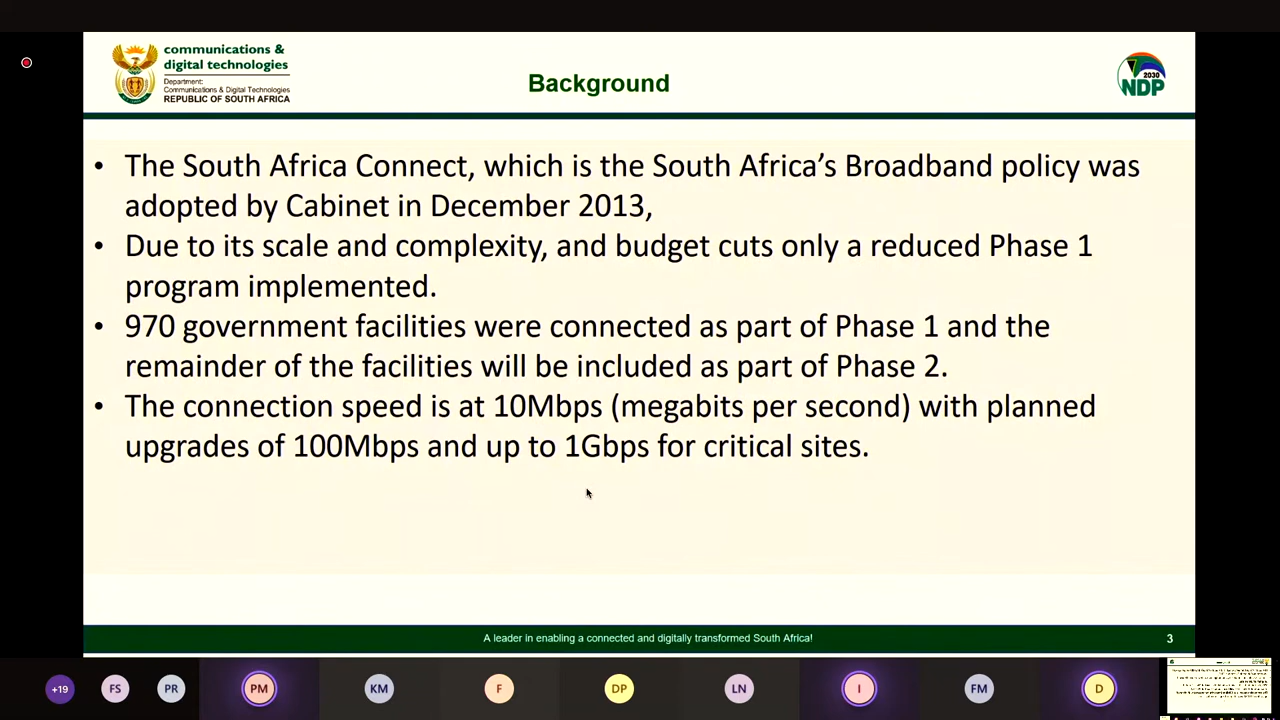 communications &
digital technologies
Department:
Communications & Digital Technologies
REPUBLIC OF SOUTH AFRICA
Background
2030
NDP
• The South Africa Connect, which is the South Africa’s Broadband policy was
adopted by Cabinet in December 2013,
• Due to its scale and complexity, and budget cuts only a reduced Phase 1
program implemented.
• 970 government facilities were connected as part of Phase 1 and the
remainder of the facilities will be included as part of Phase 2.
• The connection speed is at 10Mbps (megabits per second) with planned
upgrades of 100Mbps and up to 1Gbps for critical sites.
A leader in enabling a connected and digitally transformed South Africa!
3
+19 FS PR PM KM F DP LN I FM D